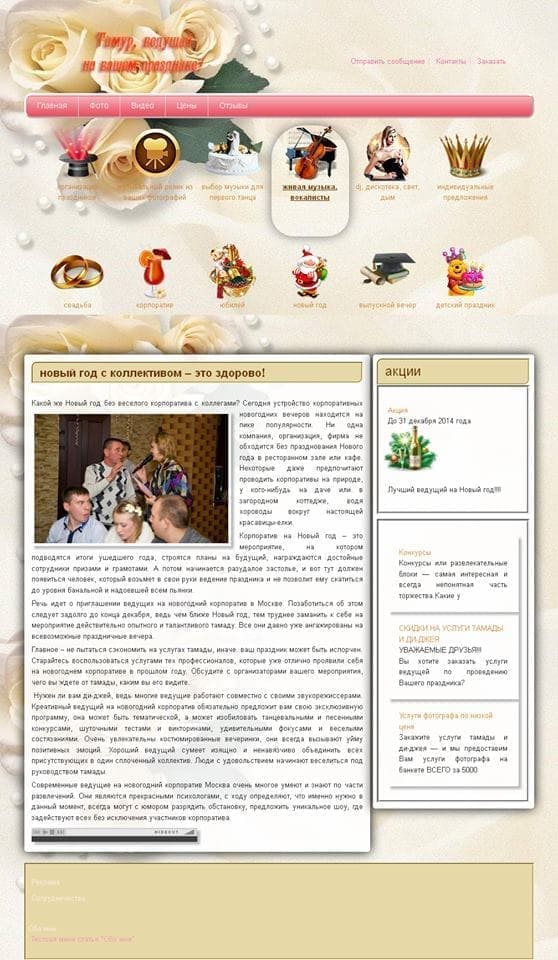 Тимур, ведущий
на вашем празднике
Отправить сообщение | Контакты | Заказать
Главная Фото Видео Цены Отзывы
организация
праздников
ролик из
ваших фотографий
выбор музыки для
первого танца
живая музыка,
вокалисты
dj, дискотека, свет,
дым
индивидуальные
предложения
свадьба
корпоратив
юбилей
новый год
выпускной вечер
детский праздник
новый год с коллективом – это здорово!
Какой же Новый год без веселого корпоратива с коллегами? Сегодня устройство корпоративных
новогодних вечеров находится на
пике популярности. Ни одна
компания, организация, фирма не
обходится без празднования Нового
года в ресторанном зале или кафе.
Некоторые даже предпочитают
проводить корпоративы на природе,
у кого-нибудь на даче или в
загородном коттедже, водя
хороводы вокруг настоящей
красавицы-елки.
Корпоратив на Новый год – это
мероприятие, на котором
подводятся итоги ушедшего года, строятся планы на будущий, награждаются достойные
сотрудники призами и грамотами. А потом начинается разудалое застолье, и вот тут должен
появиться человек, который возьмет в свои руки ведение праздника и не позволит ему скатиться
до уровня банальной и надоевшей всем пьянки.
Речь идет о приглашении ведущих на новогодний корпоратив в Москве. Позаботиться об этом
следует задолго до конца декабря, ведь чем ближе Новый год, тем труднее заманить к себе на
мероприятие действительно опытного и талантливого тамаду. Все они давно уже ангажированы на
всевозможные праздничные вечера.
Главное – не пытаться сэкономить на услугах тамады, иначе. ваш праздник может быть испорчен.
Старайтесь воспользоваться услугами тех профессионалов, которые уже отлично проявили себя
на новогоднем корпоративе в прошлом году. Обсудите с организаторами вашего мероприятия,
чего вы ждете от тамады, каким вы его видите.
Нужен ли вам ди-джей, ведь многие ведущие работают совместно с своими звукорежиссерами.
Креативный ведущий на новогодний корпоратив обязательно предложит вам свою эксклюзивную
программу, она может быть тематической, а может изобиловать танцевальными и песенными
конкурсами, шуточными тестами и викторинами, удивительными фокусами и веселыми
состязаниями. Очень увлекательны костюмированные вечеринки, они всегда вызывают уйму
позитивных эмоций. Хороший ведущий сумеет изящно и ненавязчиво объединить всех
присутствующих в один сплоченный коллектив. Люди с удовольствием начинают веселиться под
руководством тамады.
Современные ведущие на новогодний корпоратив Москва очень многое умеют и знают по части
развлечений. Они являются прекрасными психологами, с ходу определяют, что именно нужно в
данный момент, всегда могут с юмором разрядить обстановку, предложить уникальное шоу, где
задействуют всех без исключения участников корпоратива.
HIDEOUT
акции
Акция
До 31 декабря 2014 года
Лучший ведущий на Новый год!!!!
Конкурсы
Конкурсы или развлекательные
блоки — самая интересная и
всегда непонятная часть
торжества.Какие у
СКИДКИ НА УСЛУГИ ТАМАДЫ
И ДИ-ДЖЕЯ
УВАЖАЕМЫЕ ДРУЗЬЯ!!!
Вы хотите заказать услуги
ведущей по проведению
Вашего праздника?
Услуги фотографа по низкой
цене
Закажите услуги тамады и
ди-джея — и мы предоставим
Вам услуги фотографа на
банкете ВСЕГО за 5000
Реклама
Сотрудничество
Обо мне
Тестовая мини статья "Обо мне"